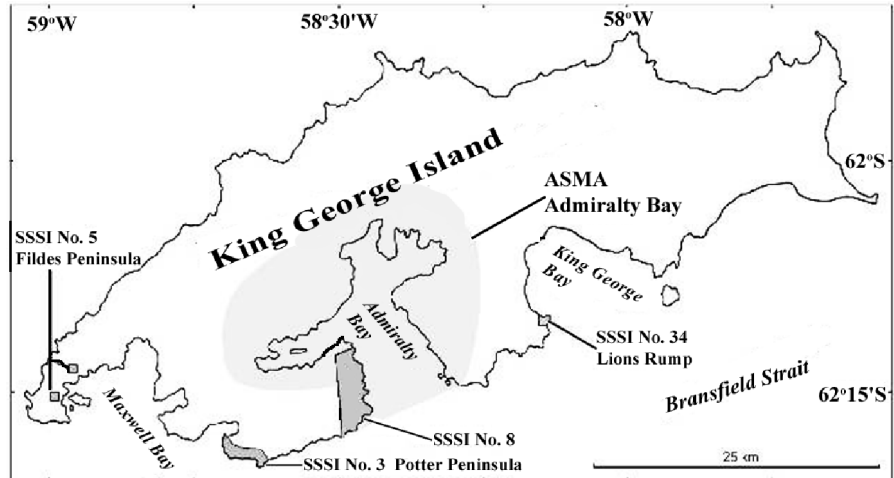 59°W
58°30'W
58°W
62°S
King George Island
ASMA
Admiralty Bay
SSSI No. 5
Fildes Peninsula
King George
Bay
Admiralty
Bay
SSSI No. 34
Lions Rump
Bransfield Strait
62°15'S
Maxwell Bay
SSSI No. 8
SSSI No. 3 Potter Peninsula
25 km